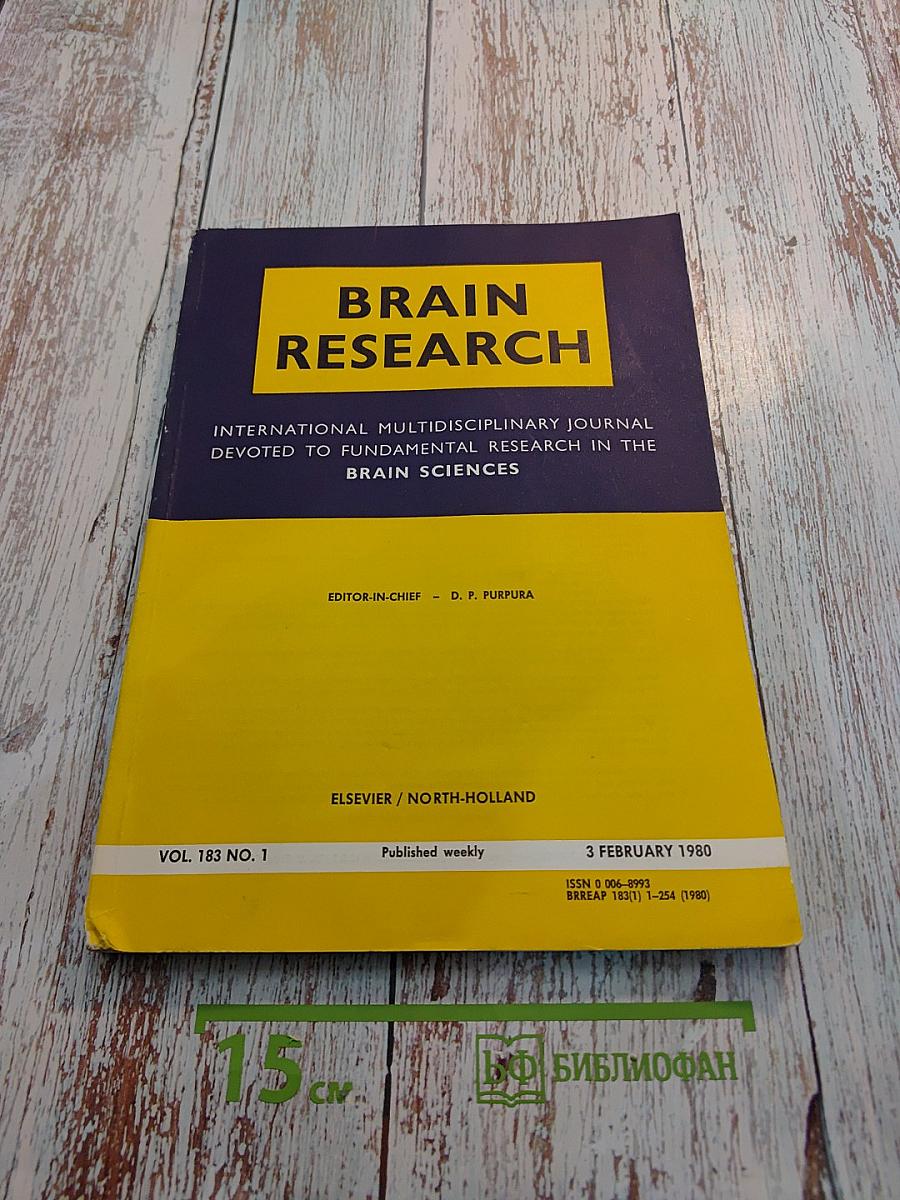 BRAIN
RESEARCH
INTERNATIONAL MULTIDISCIPLINARY JOURNAL
DEVOTED TO FUNDAMENTAL RESEARCH IN THE
BRAIN SCIENCES
EDITOR-IN-CHIEF – D. P. PURPURA
ELSEVIER / NORTH-HOLLAND
VOL. 183 NO. 1 Published weekly 3 FEBRUARY 1980
ISSN 0 006–8993
BRREAP 183(1) 1–254 (1980)
15 см БФ БИБЛИОФАН